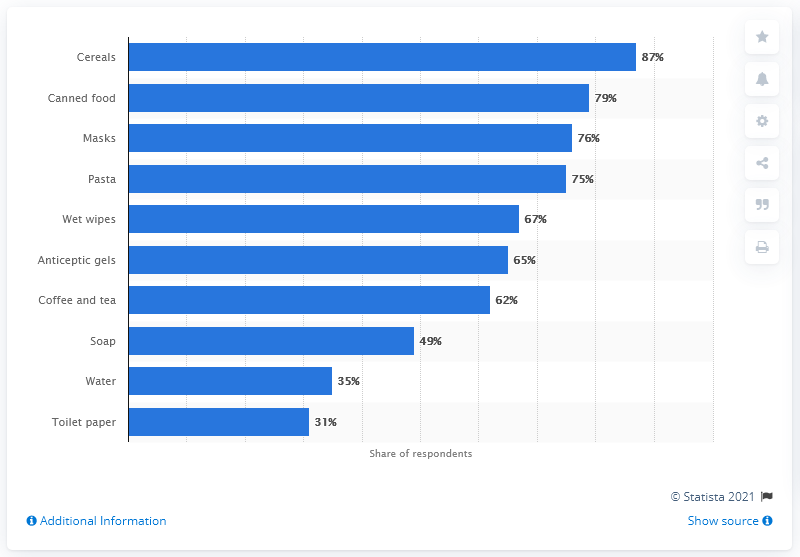 Cereals 87%
Canned food 79%
Masks 76%
Pasta 75%
Wet wipes 67%
Anticeptic gels 65%
Coffee and tea 62%
Soap 49%
Water 35%
Toilet paper 31%
Share of respondents
© Statista 2021
Additional Information Show source